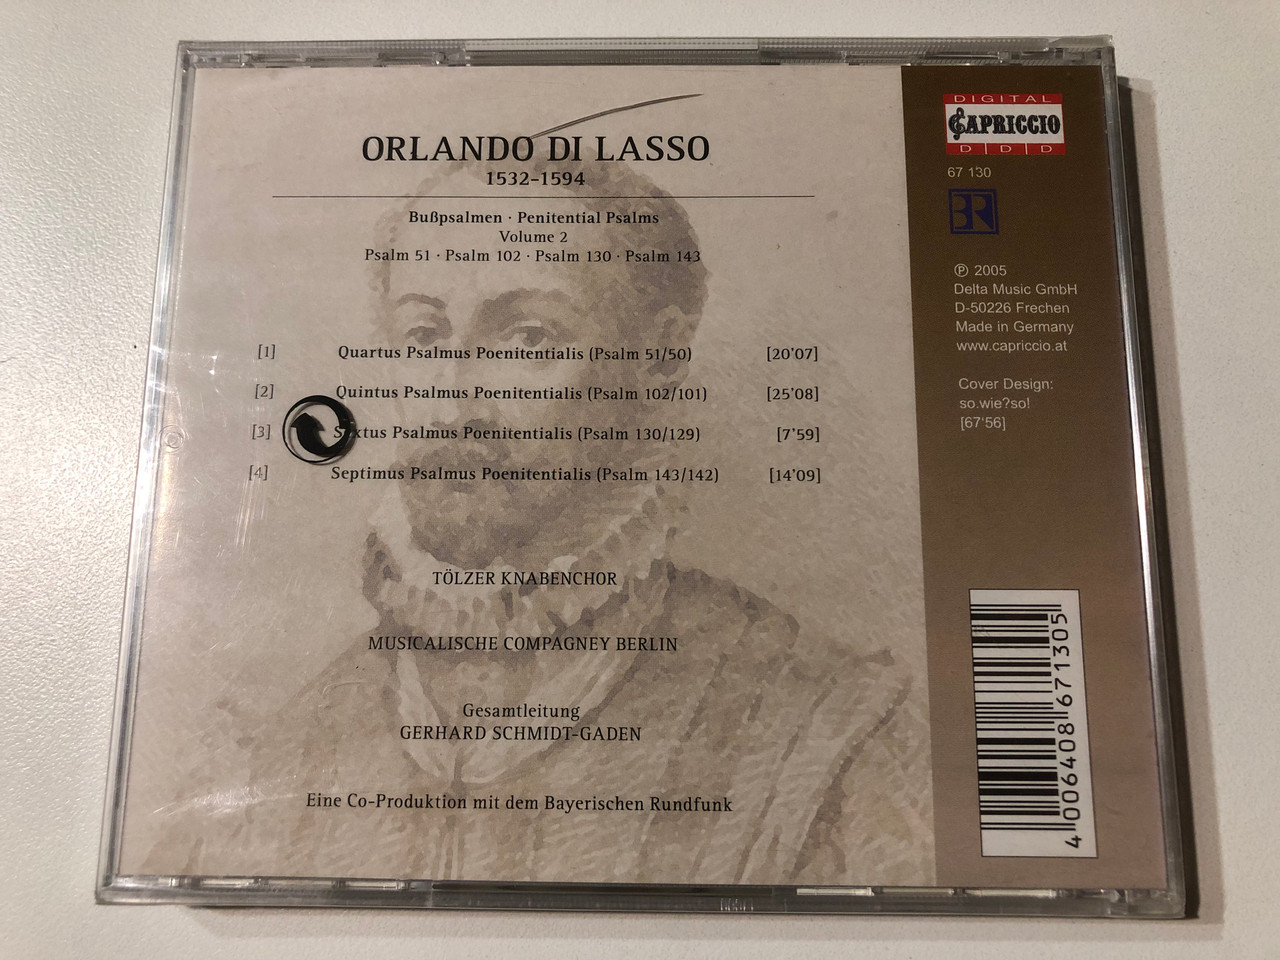 ORLANDO DI LASSO
1532-1594
Bußpsalmen · Penitential Psalms
Volume 2
Psalm 51 · Psalm 102 · Psalm 130 · Psalm 143
[1] Quartus Psalmus Poenitentialis (Psalm 51/50) [20'07]
[2] Quintus Psalmus Poenitentialis (Psalm 102/101) [25'08]
[3] Sextus Psalmus Poenitentialis (Psalm 130/129) [7'59]
[4] Septimus Psalmus Poenitentialis (Psalm 143/142) [14'09]
TÖLZER KNABENCHOR
MUSICALISCHE COMPAGNEY BERLIN
Gesamtleitung
GERHARD SCHMIDT-GADEN
Eine Co-Produktion mit dem Bayerischen Rundfunk
DIGITAL
CAPRICCIO
D|D|D
67 130
BR
℗ 2005
Delta Music GmbH
D-50226 Frechen
Made in Germany
www.capriccio.at
Cover Design:
so.wie?so!
[67'56]
4 006408 671305